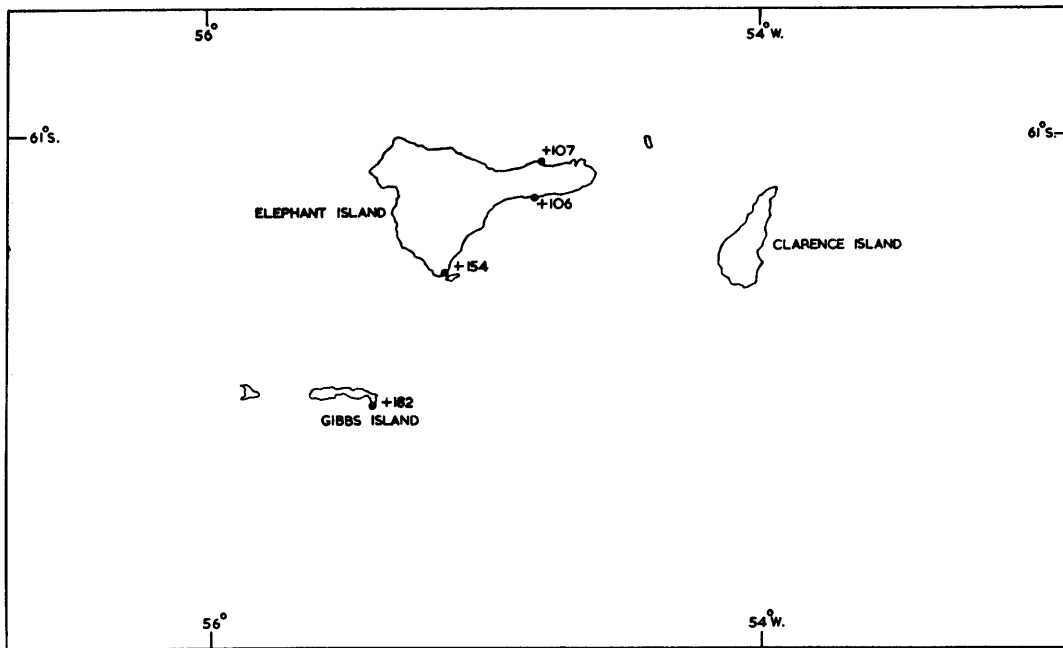 56°
54°W.
61°S.
61°S.
+107
+106
ELEPHANT ISLAND
CLARENCE ISLAND
+154
+182
GIBBS ISLAND
56°
54°W.